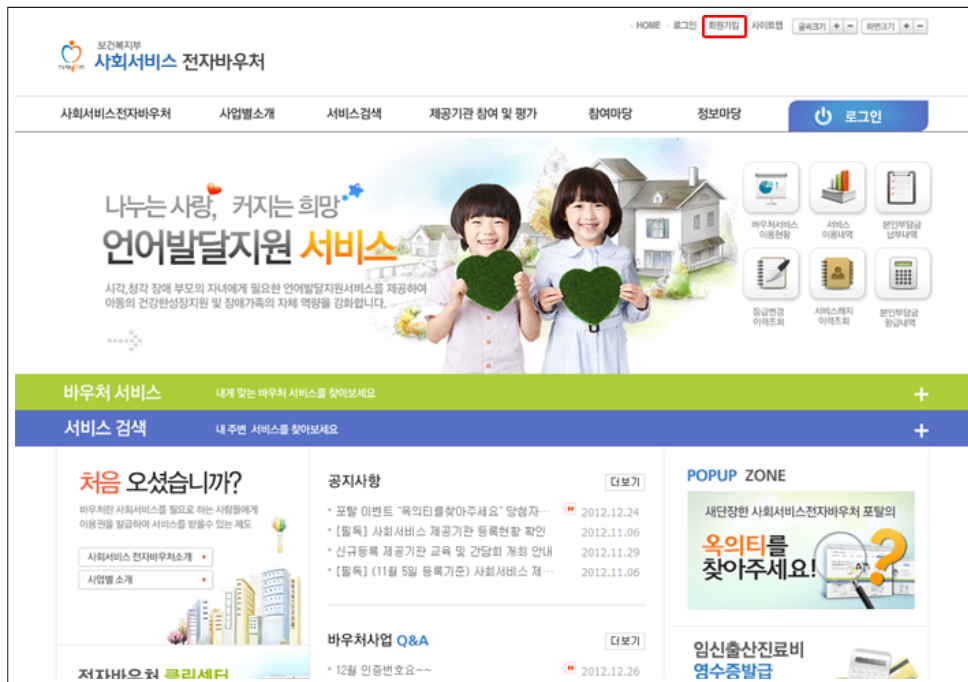 · HOME · 로그인 회원가입 사이트맵 글씨크기 + - 화면크기 + -
보건복지부
사회서비스 전자바우처
사회서비스전자바우처 사업별소개 서비스검색 제공기관 참여 및 평가 참여마당 정보마당 로그인
나누는 사랑, 커지는 희망
언어발달지원 서비스
시각,청각 장애 부모의 자녀에게 필요한 언어발달지원서비스를 제공하여
아동의 건강한성장지원 및 장애가족의 자체 역량을 강화합니다.
바우처서비스
이용현황
서비스
이용내역
본인부담금
납부내역
등급변경
이력조회
서비스해지
이력조회
본인부담금
환급내역
바우처 서비스 내게 맞는 바우처 서비스를 찾아보세요 +
서비스 검색 내 주변 서비스를 찾아보세요 +
처음 오셨습니까?
바우처란 사회서비스를 필요로 하는 사람들에게
이용권을 발급하여 서비스를 받을수 있는 제도
사회서비스 전자바우처소개
사업별 소개
전자바우처 클린센터
공지사항 더보기
* 포탈 이벤트 "옥의티를찾아주세요" 당첨자… N 2012.12.24
* [필독] 사회서비스 제공기관 등록현황 확인 2012.11.06
* 신규등록 제공기관 교육 및 간담회 개최 안내 2012.11.29
* [필독] (11월 5일 등록기준) 사회서비스 제… 2012.11.06
바우처사업 Q&A 더보기
* 12월 인증번호요~~ N 2012.12.26
POPUP ZONE
새단장한 사회서비스전자바우처 포탈의
옥의티를
찾아주세요!
임신출산진료비
영수증발급